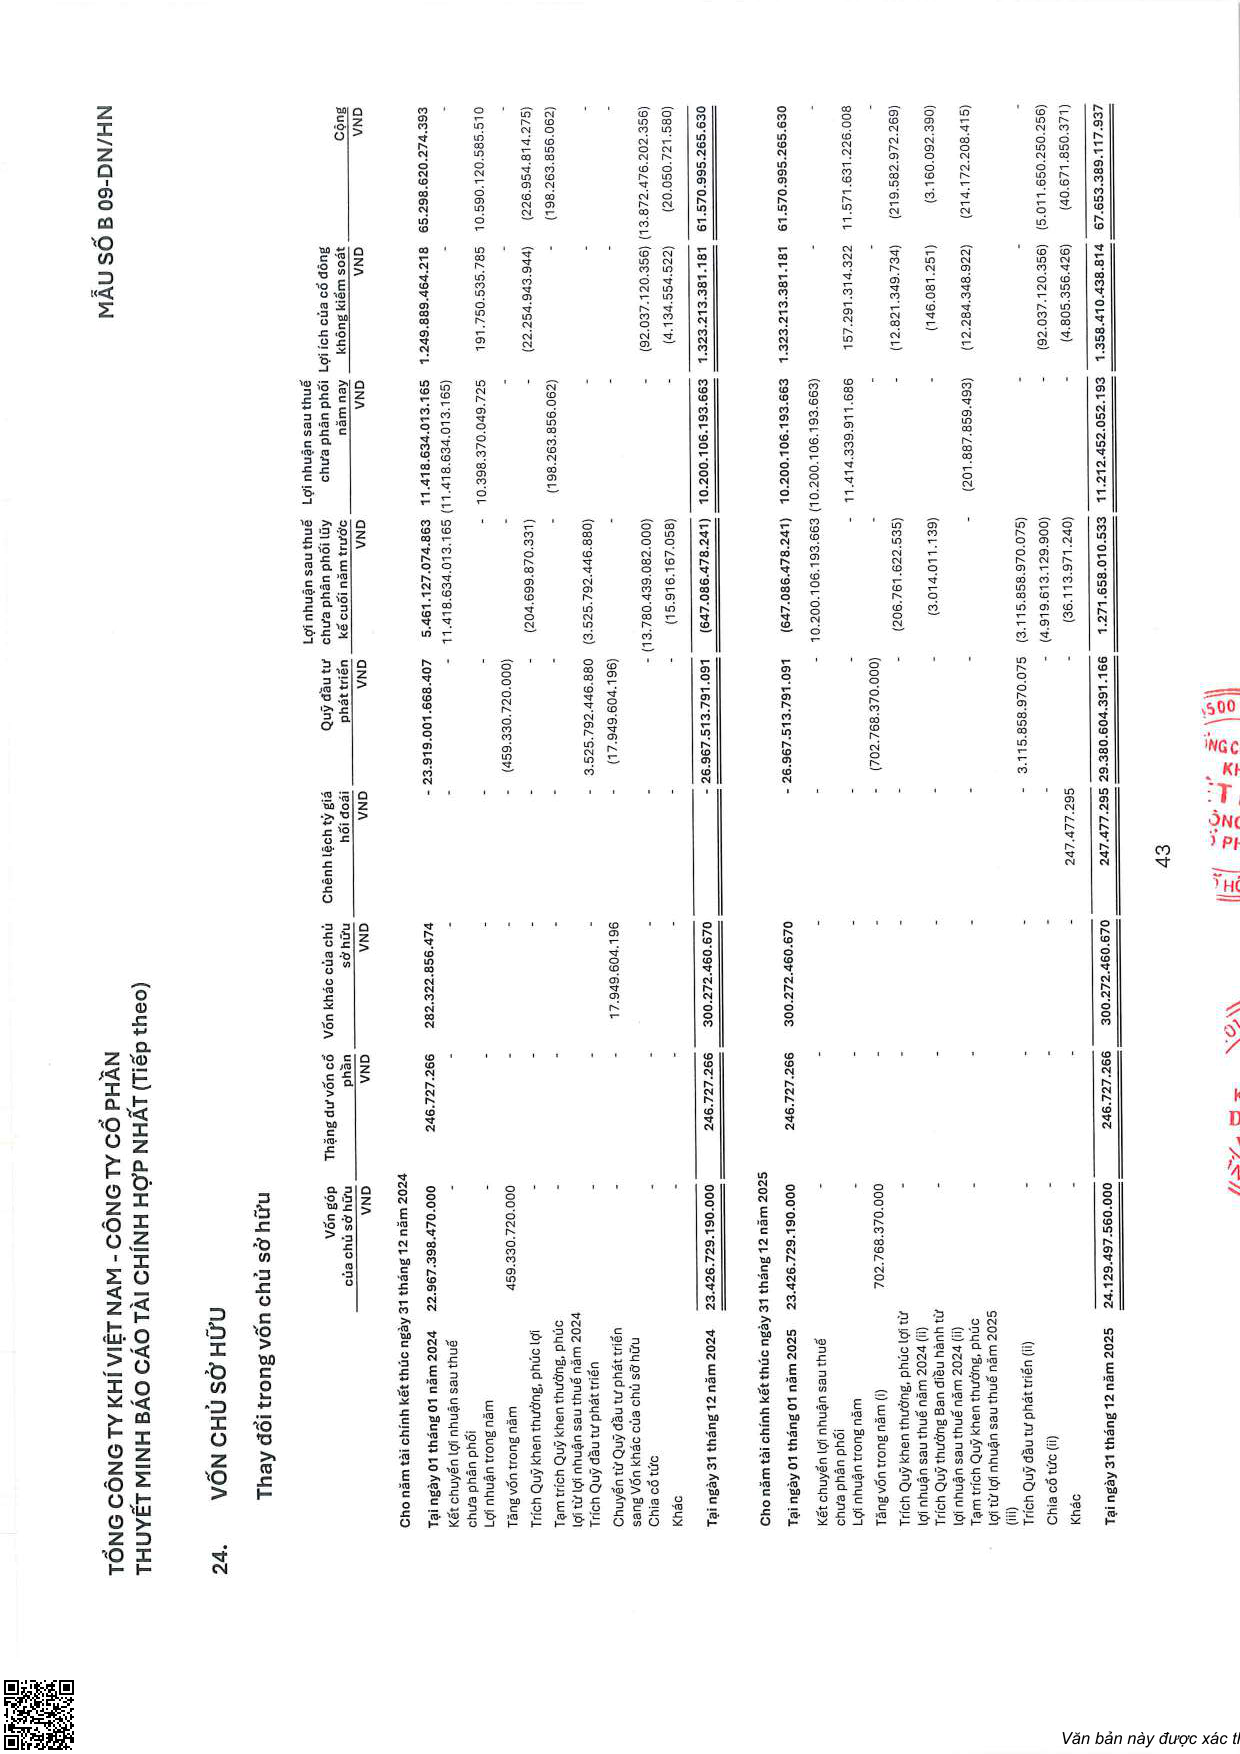 TỔNG CÔNG TY KHÍ VIỆT NAM - CÔNG TY CỔ PHẦN MẪU SỐ B 09-DN/HN
THUYẾT MINH BÁO CÁO TÀI CHÍNH HỢP NHẤT (Tiếp theo)
24. VỐN CHỦ SỞ HỮU
Thay đổi trong vốn chủ sở hữu
Lợi nhuận sau thuế Lợi nhuận sau thuế
Vốn góp Thặng dư vốn cổ Vốn khác của chủ Chênh lệch tỷ giá Quỹ đầu tư chưa phân phối lũy chưa phân phối Lợi ích của cổ đông
của chủ sở hữu phần sở hữu hối đoái phát triển kế cuối năm trước năm nay không kiểm soát Cộng
VND VND VND VND VND VND VND VND VND
Cho năm tài chính kết thúc ngày 31 tháng 12 năm 2024
Tại ngày 01 tháng 01 năm 2024 22.967.398.470.000 246.727.266 282.322.856.474 - 23.919.001.668.407 5.461.127.074.863 11.418.634.013.165 1.249.889.464.218 65.298.620.274.393
Kết chuyển lợi nhuận sau thuế - - - - - 11.418.634.013.165 (11.418.634.013.165) - -
chưa phân phối
Lợi nhuận trong năm - - - - - - 10.398.370.049.725 191.750.535.785 10.590.120.585.510
Tăng vốn trong năm 459.330.720.000 - - - (459.330.720.000) - - - -
Trích Quỹ khen thưởng, phúc lợi - - - - - (204.699.870.331) - (22.254.943.944) (226.954.814.275)
Tạm trích Quỹ khen thưởng, phúc - - - - - - (198.263.856.062) - (198.263.856.062)
lợi từ lợi nhuận sau thuế năm 2024
Trích Quỹ đầu tư phát triển - - - - 3.525.792.446.880 (3.525.792.446.880) - - -
Chuyển từ Quỹ đầu tư phát triển - - 17.949.604.196 - (17.949.604.196) - - - -
sang Vốn khác của chủ sở hữu
Chia cổ tức - - - - - (13.780.439.082.000) - (92.037.120.356) (13.872.476.202.356)
Khác - - - - - (15.916.167.058) - (4.134.554.522) (20.050.721.580)
Tại ngày 31 tháng 12 năm 2024 23.426.729.190.000 246.727.266 300.272.460.670 - 26.967.513.791.091 (647.086.478.241) 10.200.106.193.663 1.323.213.381.181 61.570.995.265.630
Cho năm tài chính kết thúc ngày 31 tháng 12 năm 2025
Tại ngày 01 tháng 01 năm 2025 23.426.729.190.000 246.727.266 300.272.460.670 - 26.967.513.791.091 (647.086.478.241) 10.200.106.193.663 1.323.213.381.181 61.570.995.265.630
Kết chuyển lợi nhuận sau thuế - - - - - 10.200.106.193.663 (10.200.106.193.663) - -
chưa phân phối
Lợi nhuận trong năm - - - - - - 11.414.339.911.686 157.291.314.322 11.571.631.226.008
Tăng vốn trong năm (i) 702.768.370.000 - - - (702.768.370.000) - - - -
Trích Quỹ khen thưởng, phúc lợi từ - - - - - (206.761.622.535) - (12.821.349.734) (219.582.972.269)
lợi nhuận sau thuế năm 2024 (ii)
Trích Quỹ thưởng Ban điều hành từ - - - - - (3.014.011.139) - (146.081.251) (3.160.092.390)
lợi nhuận sau thuế năm 2024 (ii)
Tạm trích Quỹ khen thưởng, phúc - - - - - - (201.887.859.493) (12.284.348.922) (214.172.208.415)
lợi từ lợi nhuận sau thuế năm 2025
(iii)
Trích Quỹ đầu tư phát triển (ii) - - - - 3.115.858.970.075 (3.115.858.970.075) - - -
Chia cổ tức (ii) - - - - - (4.919.613.129.900) - (92.037.120.356) (5.011.650.250.256)
Khác - - - 247.477.295 - (36.113.971.240) - (4.805.356.426) (40.671.850.371)
Tại ngày 31 tháng 12 năm 2025 24.129.497.560.000 246.727.266 300.272.460.670 247.477.295 29.380.604.391.166 1.271.658.010.533 11.212.452.052.193 1.358.410.438.814 67.653.389.117.937
43
Văn bản này được xác